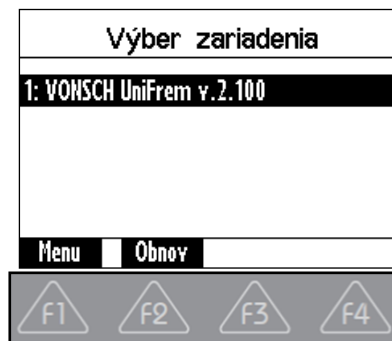 Výber zariadenia
1: VONSCH UniFrem v.2.100
Menu Obnov
F1 F2 F3 F4